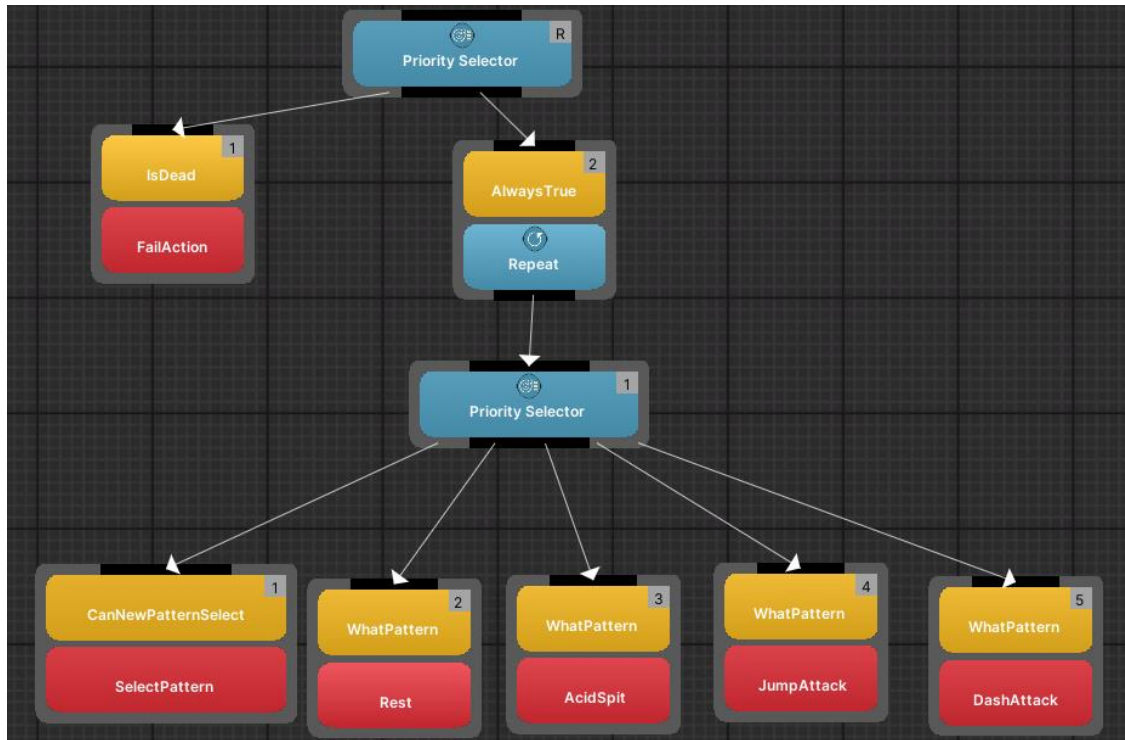 R
Priority Selector
1
IsDead
FailAction
2
AlwaysTrue
Repeat
1
Priority Selector
1
CanNewPatternSelect
SelectPattern
2
WhatPattern
Rest
3
WhatPattern
AcidSpit
4
WhatPattern
JumpAttack
5
WhatPattern
DashAttack